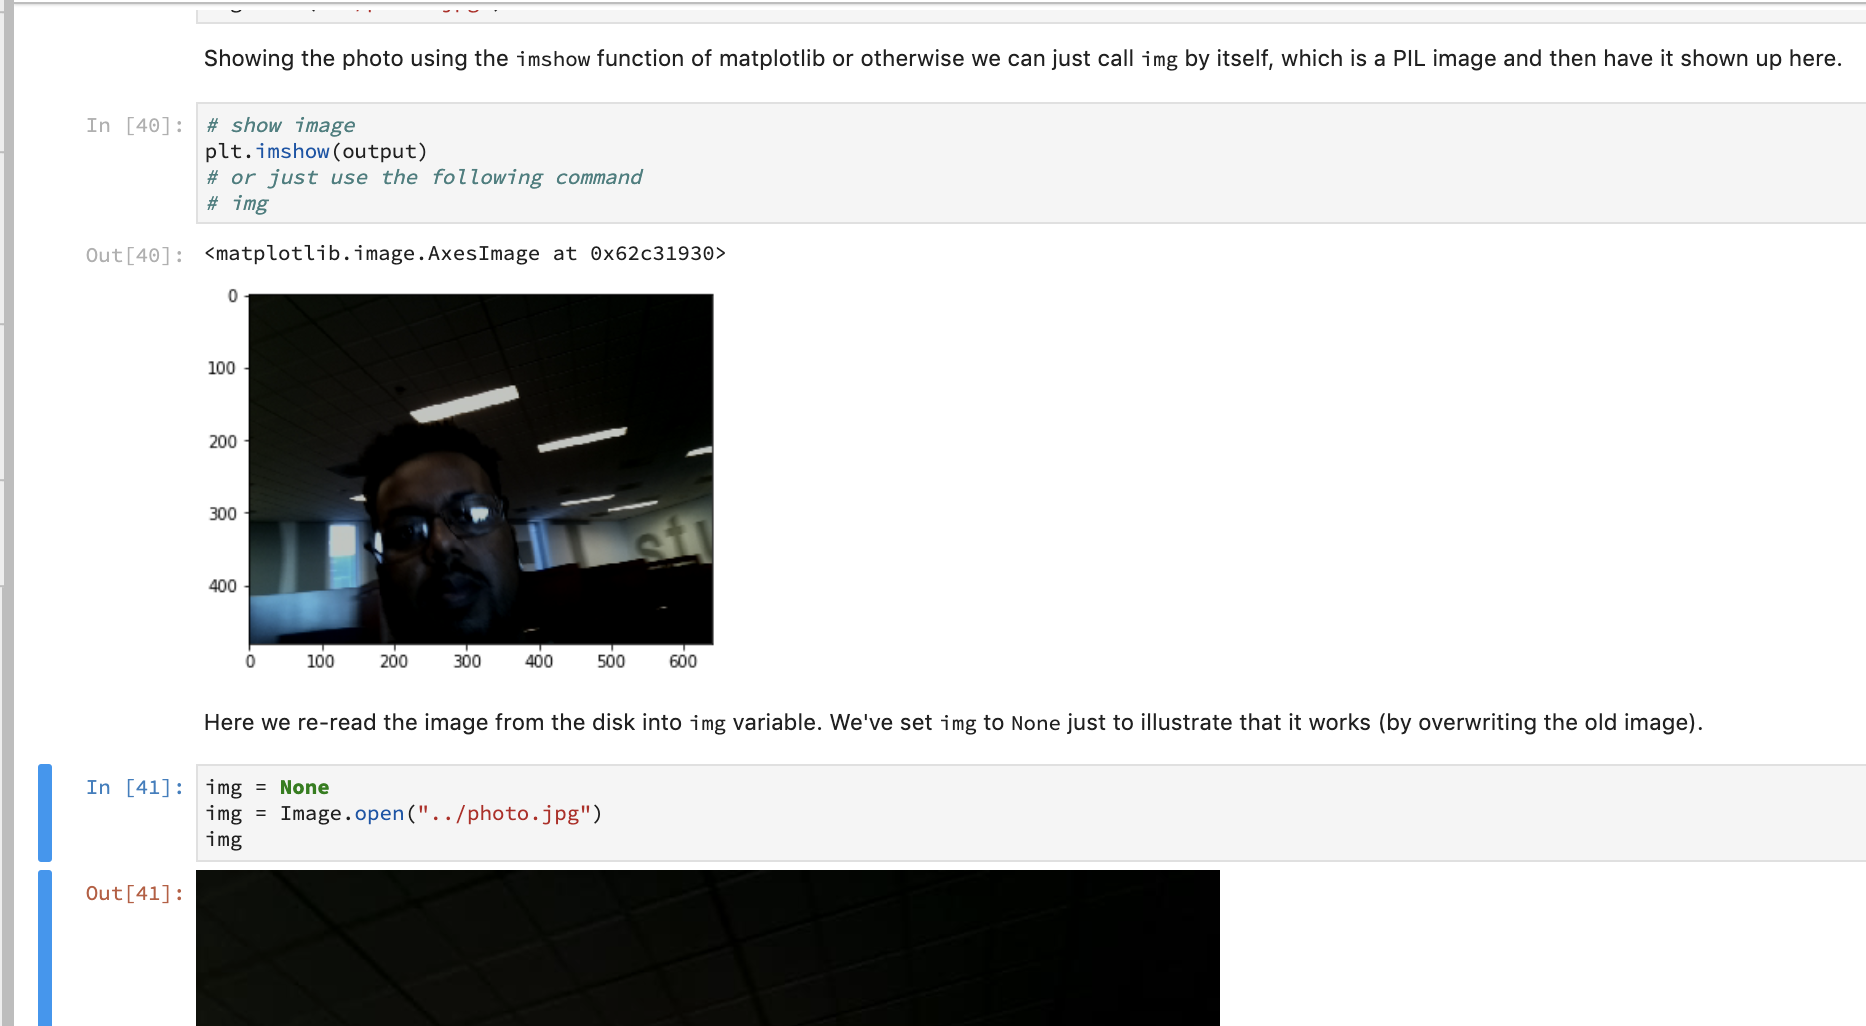 Showing the photo using the imshow function of matplotlib or otherwise we can just call img by itself, which is a PIL image and then have it shown up here.
In [40]:
# show image
plt.imshow(output)
# or just use the following command
# img
Out[40]:
<matplotlib.image.AxesImage at 0x62c31930>
0
100
200
300
400
stu
0 100 200 300 400 500 600
Here we re-read the image from the disk into img variable. We've set img to None just to illustrate that it works (by overwriting the old image).
In [41]:
img = None
img = Image.open("../photo.jpg")
img
Out[41]: